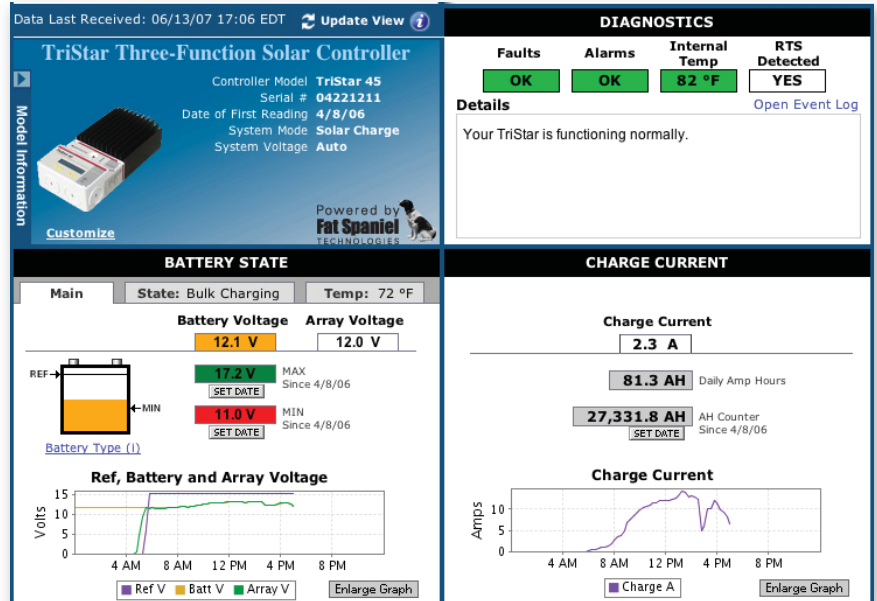 Data Last Received: 06/13/07 17:06 EDT Update View i
TriStar Three-Function Solar Controller
Controller Model TriStar 45
Serial # 04221211
Date of First Reading 4/8/06
System Mode Solar Charge
System Voltage Auto
Model Information
Customize
Powered by
Fat Spaniel
TECHNOLOGIES
DIAGNOSTICS
Faults Alarms Internal Temp RTS Detected
OK OK 82 °F YES
Details Open Event Log
Your TriStar is functioning normally.
BATTERY STATE
Main State: Bulk Charging Temp: 72 °F
Battery Voltage Array Voltage
12.1 V 12.0 V
REF
MIN
17.2 V MAX
Since 4/8/06
SET DATE
11.0 V MIN
Since 4/8/06
SET DATE
Battery Type (I)
Ref, Battery and Array Voltage
Volts
15
10
5
0
4 AM 8 AM 12 PM 4 PM 8 PM
Ref V Batt V Array V Enlarge Graph
CHARGE CURRENT
Charge Current
2.3 A
81.3 AH Daily Amp Hours
27,331.8 AH AH Counter
SET DATE Since 4/8/06
Charge Current
Amps
10
5
0
4 AM 8 AM 12 PM 4 PM 8 PM
Charge A Enlarge Graph